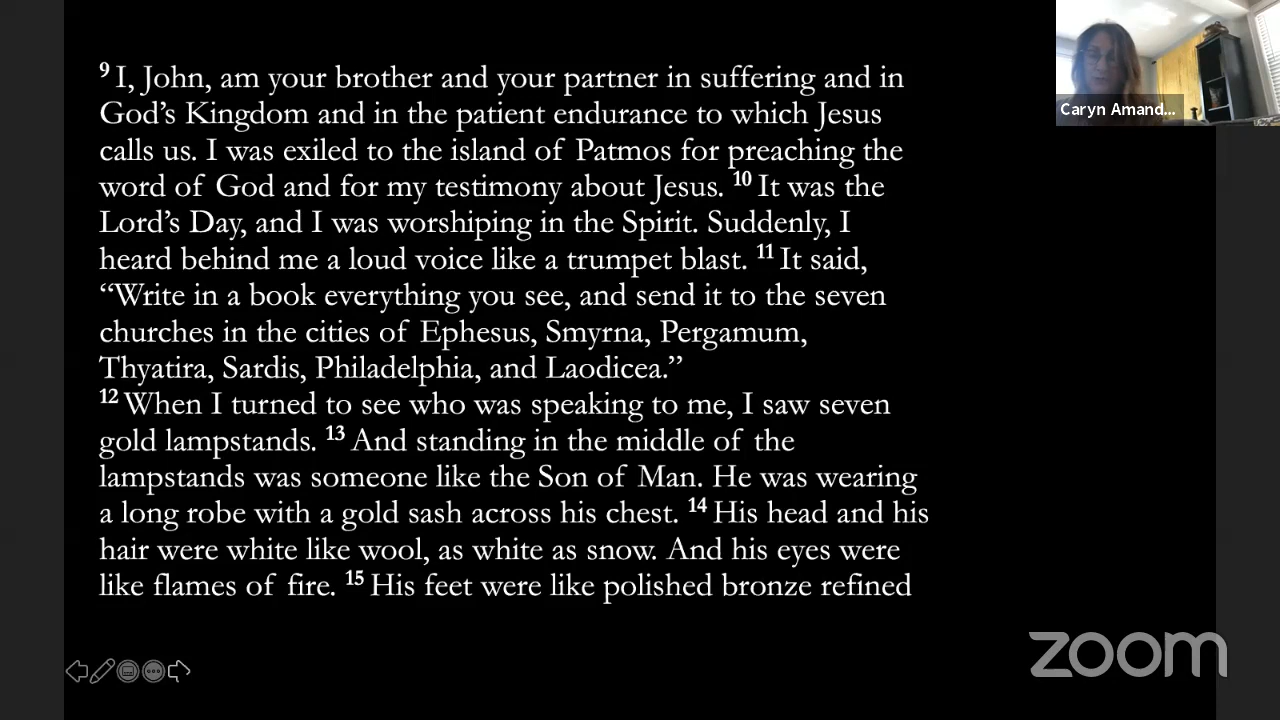 9 I, John, am your brother and your partner in suffering and in
God’s Kingdom and in the patient endurance to which Jesus
calls us. I was exiled to the island of Patmos for preaching the
word of God and for my testimony about Jesus. 10 It was the
Lord’s Day, and I was worshiping in the Spirit. Suddenly, I
heard behind me a loud voice like a trumpet blast. 11 It said,
“Write in a book everything you see, and send it to the seven
churches in the cities of Ephesus, Smyrna, Pergamum,
Thyatira, Sardis, Philadelphia, and Laodicea.”
12 When I turned to see who was speaking to me, I saw seven
gold lampstands. 13 And standing in the middle of the
lampstands was someone like the Son of Man. He was wearing
a long robe with a gold sash across his chest. 14 His head and his
hair were white like wool, as white as snow. And his eyes were
like flames of fire. 15 His feet were like polished bronze refined
Caryn Amand...
zoom